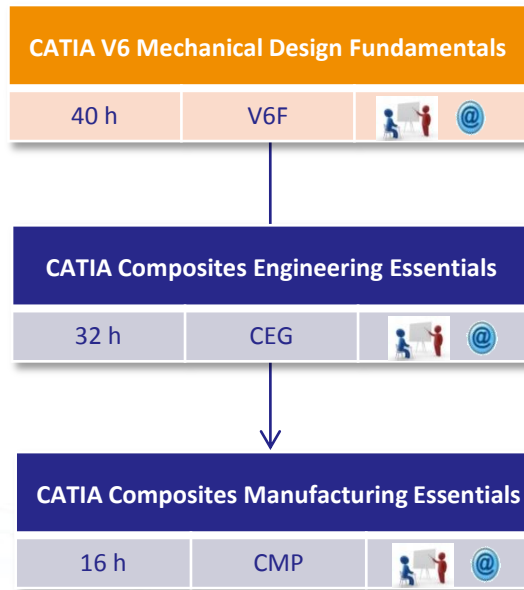 CATIA V6 Mechanical Design Fundamentals
40 h V6F @
CATIA Composites Engineering Essentials
32 h CEG @
CATIA Composites Manufacturing Essentials
16 h CMP @